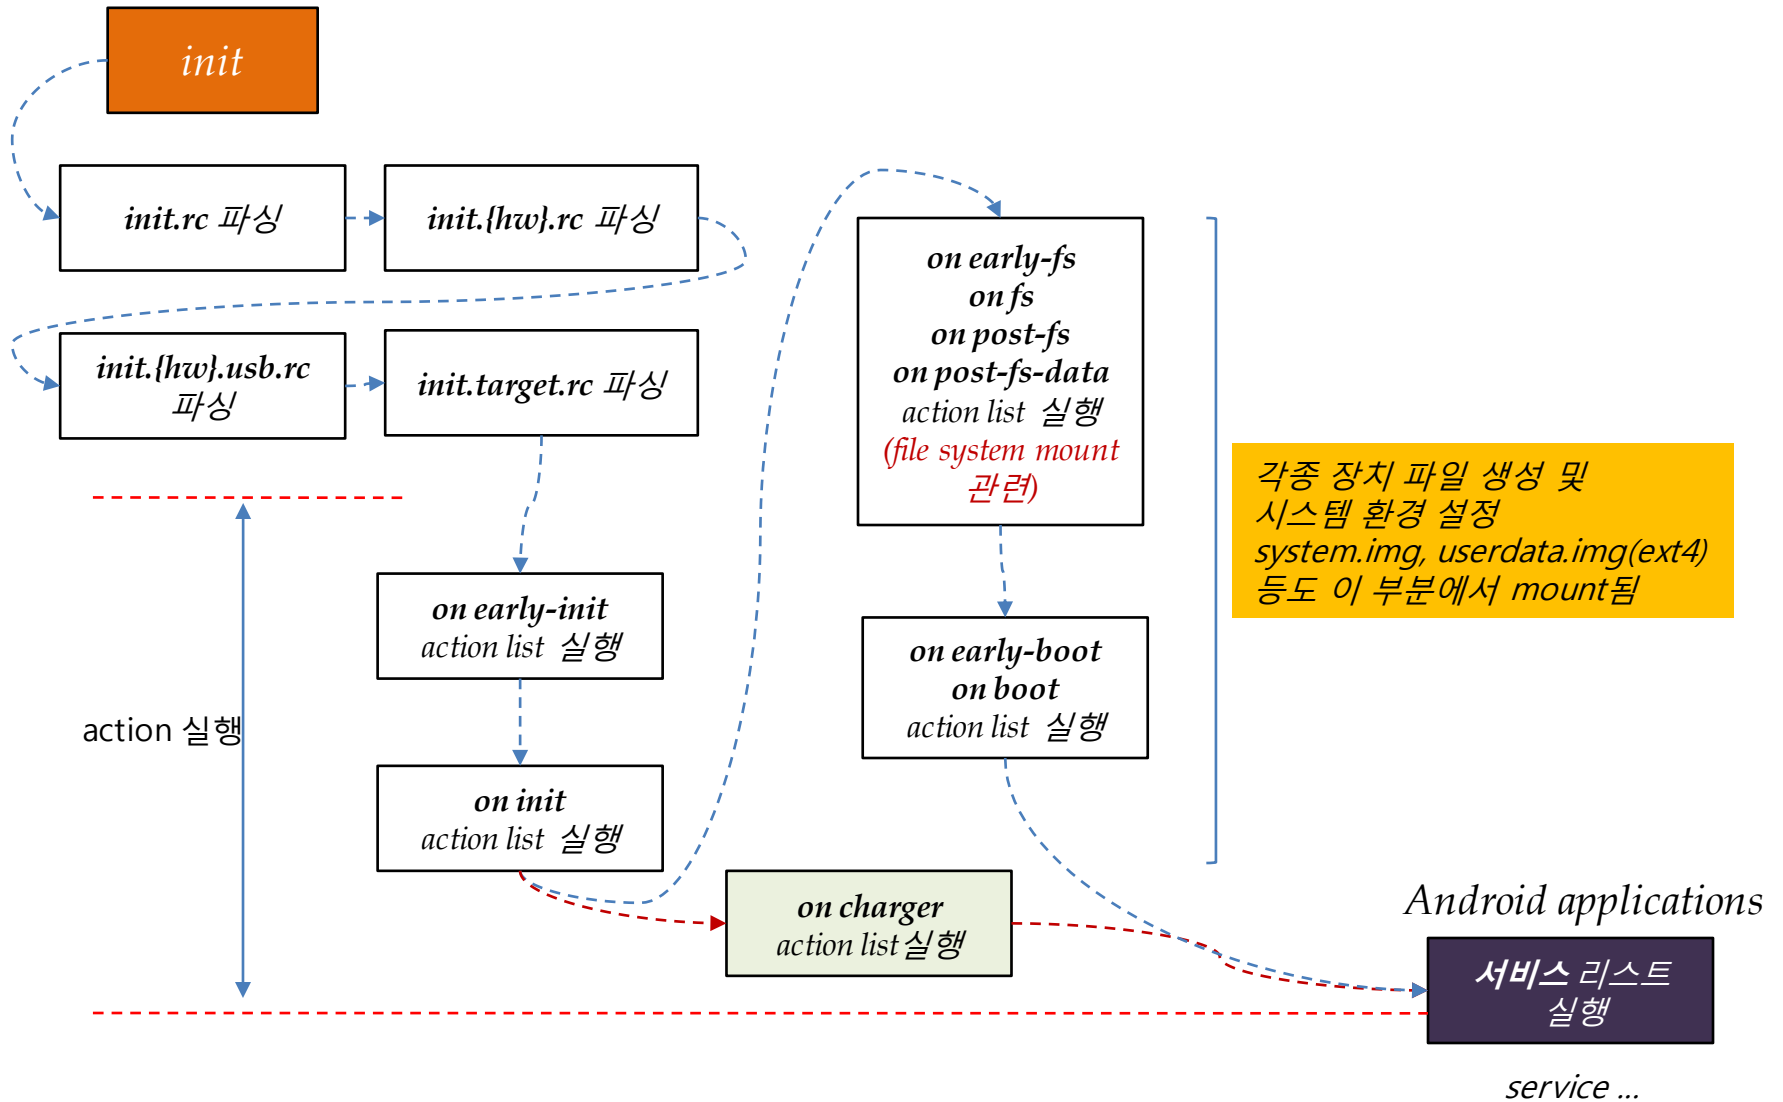 init
init.rc 파싱
init.{hw}.rc 파싱
init.{hw}.usb.rc
파싱
init.target.rc 파싱
action 실행
on early-init
action list 실행
on init
action list 실행
on charger
action list 실행
on early-fs
on fs
on post-fs
on post-fs-data
action list 실행
(file system mount
관련)
on early-boot
on boot
action list 실행
각종 장치 파일 생성 및
시스템 환경 설정
system.img, userdata.img(ext4)
등도 이 부분에서 mount됨
Android applications
서비스 리스트
실행
service ...